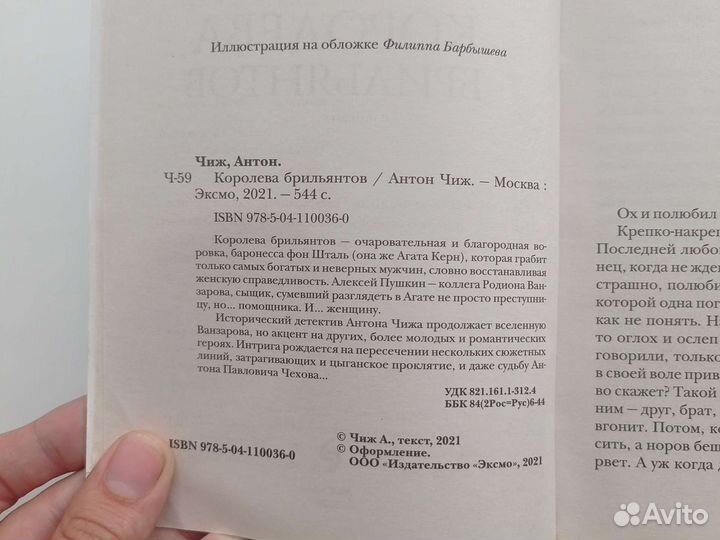 Иллюстрация на обложке Филиппа Барбышева
Чиж, Антон.
Ч-59 Королева брильянтов / Антон Чиж. — Москва :
Эксмо, 2021. — 544 с.
ISBN 978-5-04-110036-0
Королева брильянтов — очаровательная и благородная во-
ровка, баронесса фон Шталь (она же Агата Керн), которая грабит
только самых богатых и неверных мужчин, словно восстанавливая
женскую справедливость. Алексей Пушкин – коллега Родиона Ван-
зарова, сыщик, сумевший разглядеть в Агате не просто преступни-
цу, но... помощника. И... женщину.
Исторический детектив Антона Чижа продолжает вселенную
Ванзарова, но акцент на других, более молодых и романтических
героях. Интрига рождается на пересечении нескольких сюжетных
линий, затрагивающих и цыганское проклятие, и даже судьбу Ан-
тона Павловича Чехова...
УДК 821.161.1-312.4
ББК 84(2Рос=Рус)6-44
© Чиж А., текст, 2021
© Оформление.
ООО «Издательство «Эксмо», 2021
ISBN 978-5-04-110036-0
Ох и полюбил
Крепко-накреп
Последней любо
нец, когда не жде
страшно, полюби
которой одна пог
как не понять. На
то оглох и ослеп
говорили, только
в своей воле прив
во скажет? Такой
ним – друг, брат,
вгонит. Потом, ко
сить, а норов беш
рвет. А уж когда д
Avito